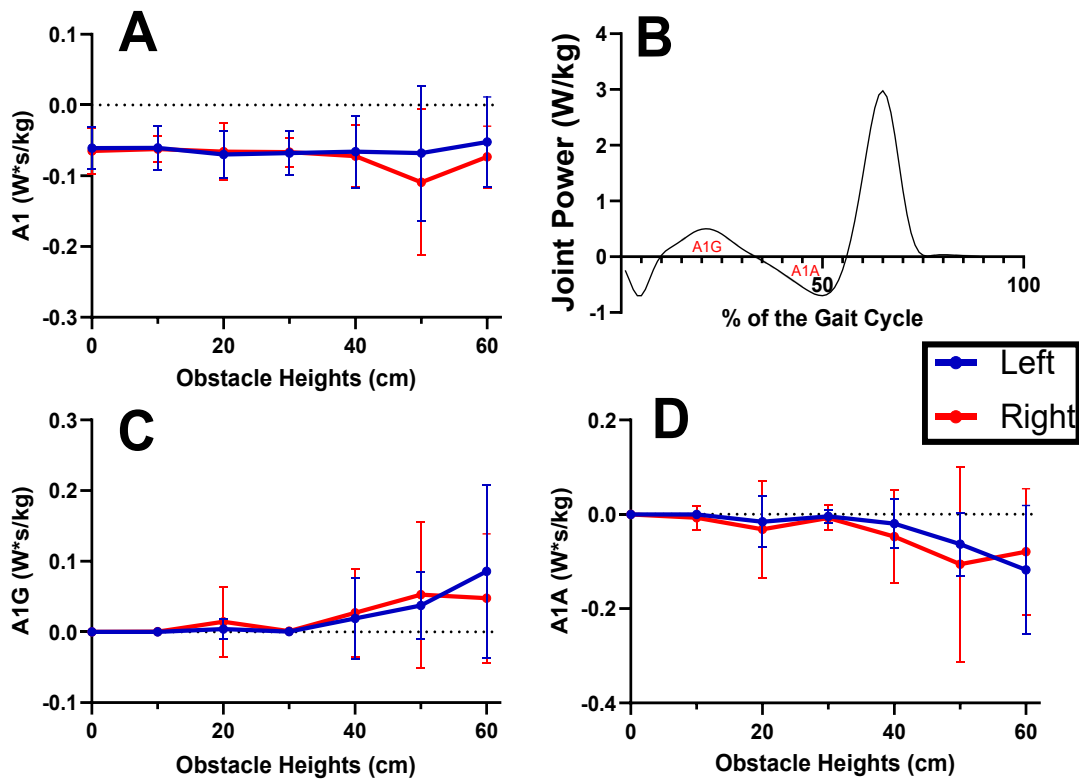 A
A1 (W*s/kg)
0.1
0.0
-0.1
-0.2
-0.3
0 20 40 60
Obstacle Heights (cm)
B
Joint Power (W/kg)
4
3
2
1
0
-1
A1G
A1A
50 100
% of the Gait Cycle
Left
Right
C
A1G (W*s/kg)
0.3
0.2
0.1
0.0
-0.1
0 20 40 60
Obstacle Heights (cm)
D
A1A (W*s/kg)
0.2
0.0
-0.2
-0.4
0 20 40 60
Obstacle Heights (cm)